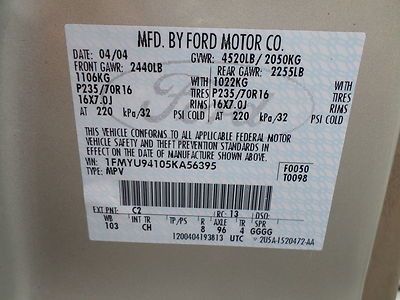 MFD. BY FORD MOTOR CO.
DATE: 04/04 GVWR: 4520LB/ 2050KG
FRONT GAWR: 2440LB REAR GAWR: 2255LB
1106KG WITH 1022KG WITH
P235/70R16 TIRES P235/70R16 TIRES
16X7.0J RIMS 16X7.0J RIMS
AT 220 kPa/32 PSI COLD AT 220 kPa/32 PSI COLD
THIS VEHICLE CONFORMS TO ALL APPLICABLE FEDERAL MOTOR
VEHICLE SAFETY AND THEFT PREVENTION STANDARDS IN
EFFECT ON THE DATE OF MANUFACTURE SHOWN ABOVE.
VEHICLE: 1FMYU94105KA56395 F0050
TYPE: MPV T0098
EXT PNT: C2 RC: 13 DSO:
WB INT TR TP/PS R AXLE TR SPR
103 CH 8 96 4 GGGG
1200404193813 UTC 2U5A-1520472-AA
Ford